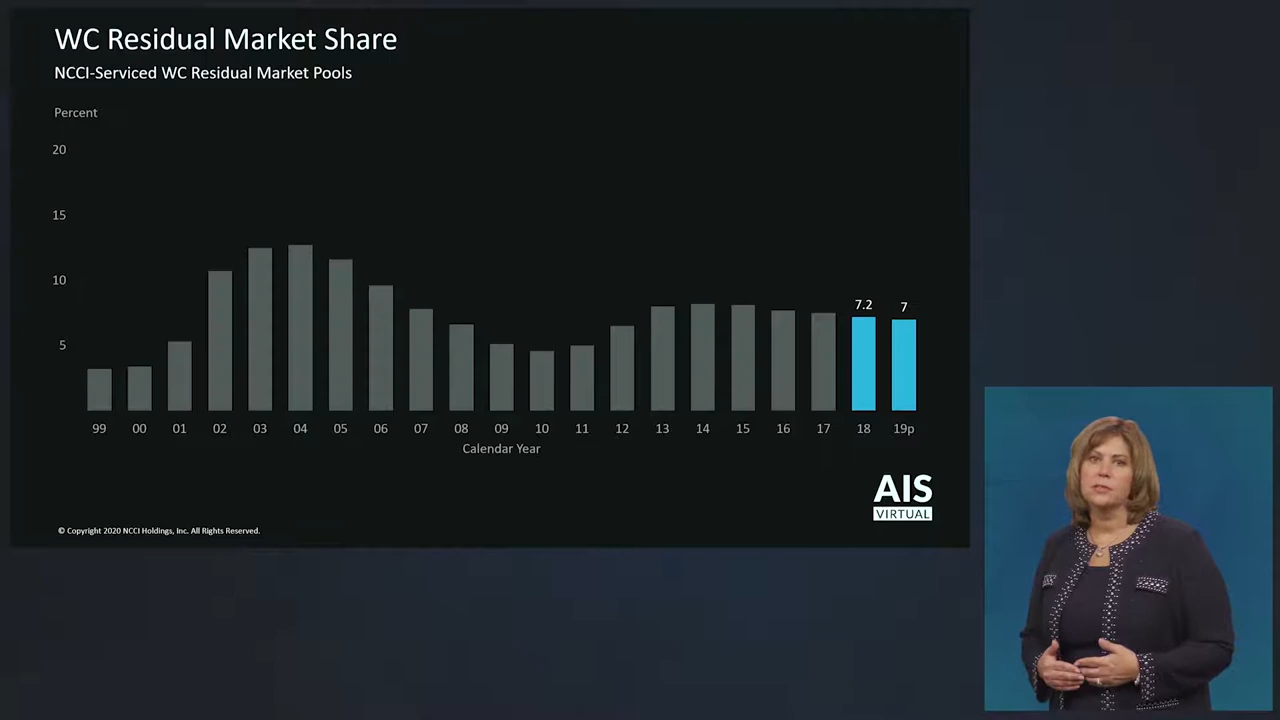 WC Residual Market Share
NCCI-Serviced WC Residual Market Pools
Percent
20
15
10
5
7.2
7
99 00 01 02 03 04 05 06 07 08 09 10 11 12 13 14 15 16 17 18 19p
Calendar Year
AIS
VIRTUAL
© Copyright 2020 NCCI Holdings, Inc. All Rights Reserved.